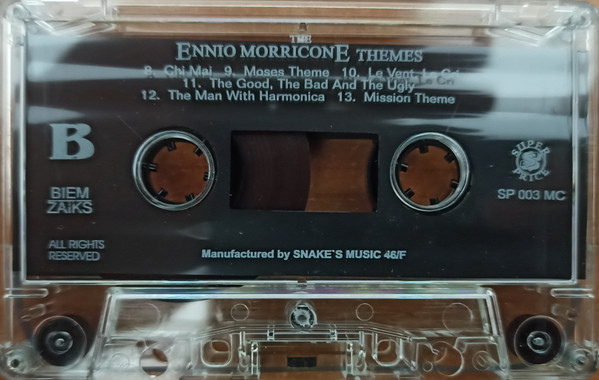 THE
ENNIO MORRICONE THEMES
8. Chi Mai 9. Moses Theme 10. Le Vent, Le Cri
11. The Good, The Bad And The Ugly
12. The Man With Harmonica 13. Mission Theme
B
SUPER
PRICE
BIEM
ZAiKS
SP 003 MC
ALL RIGHTS
RESERVED
Manufactured by SNAKE`S MUSIC 46/F